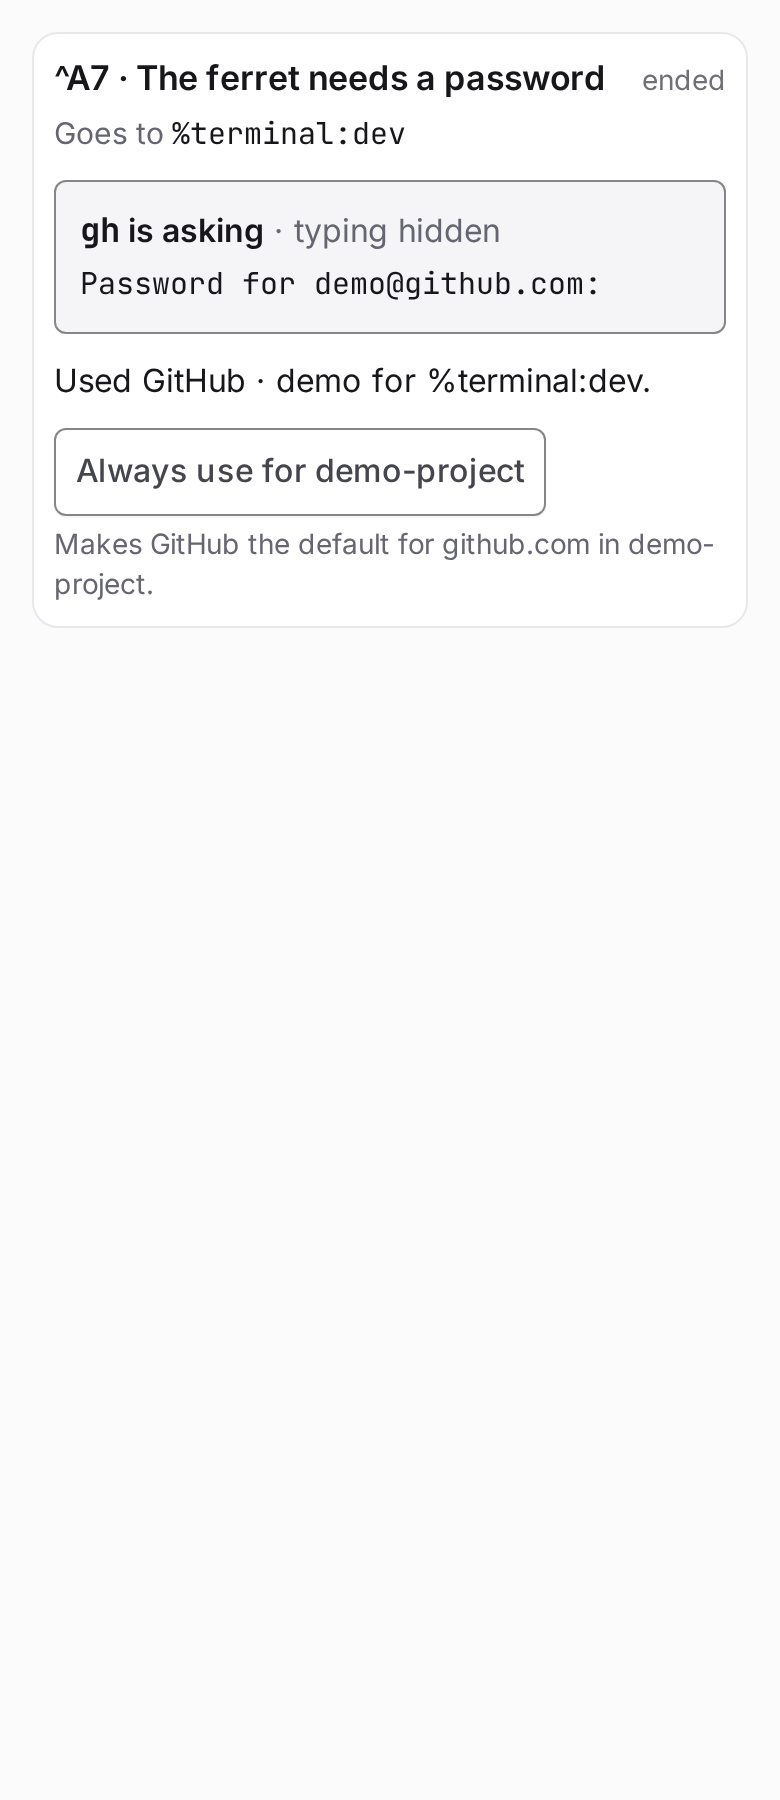 ^A7 · The ferret needs a password ended
Goes to %terminal:dev
gh is asking · typing hidden
Password for demo@github.com:
Used GitHub · demo for %terminal:dev.
Always use for demo-project
Makes GitHub the default for github.com in demo-
project.